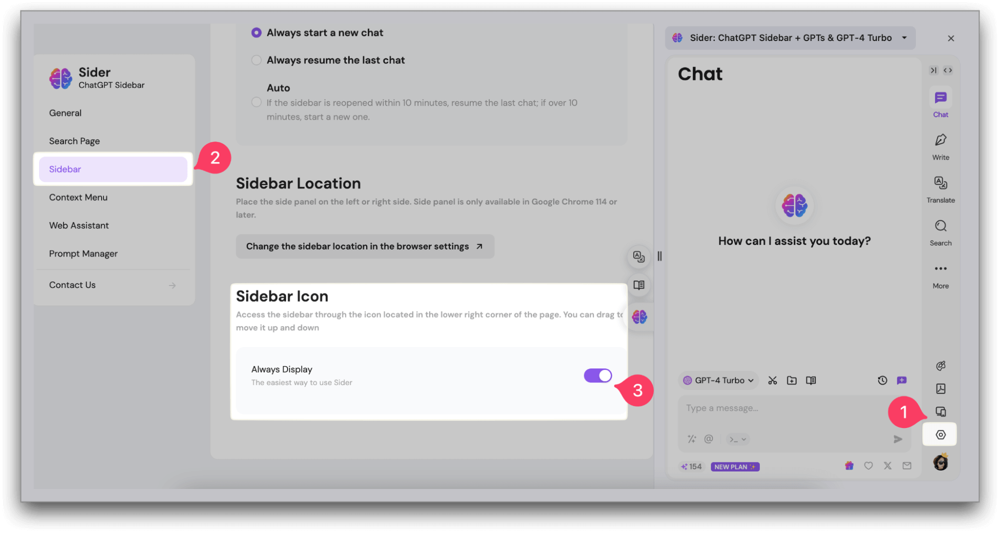 Sider
ChatGPT Sidebar
General
Search Page
Sidebar
2
Context Menu
Web Assistant
Prompt Manager
Contact Us
Always start a new chat
Always resume the last chat
Auto
If the sidebar is reopened within 10 minutes, resume the last chat; if over 10
minutes, start a new one.
Sidebar Location
Place the side panel on the left or right side. Side panel is only available in Google Chrome 114 or
later.
Change the sidebar location in the browser settings
Sidebar Icon
Access the sidebar through the icon located in the lower right corner of the page. You can drag to
move it up and down
Always Display
The easiest way to use Sider
3
Sider: ChatGPT Sidebar + GPTs & GPT-4 Turbo
Chat
How can I assist you today?
GPT-4 Turbo
Type a message...
@
154
NEW PLAN
Chat
Write
Translate
Search
More
1